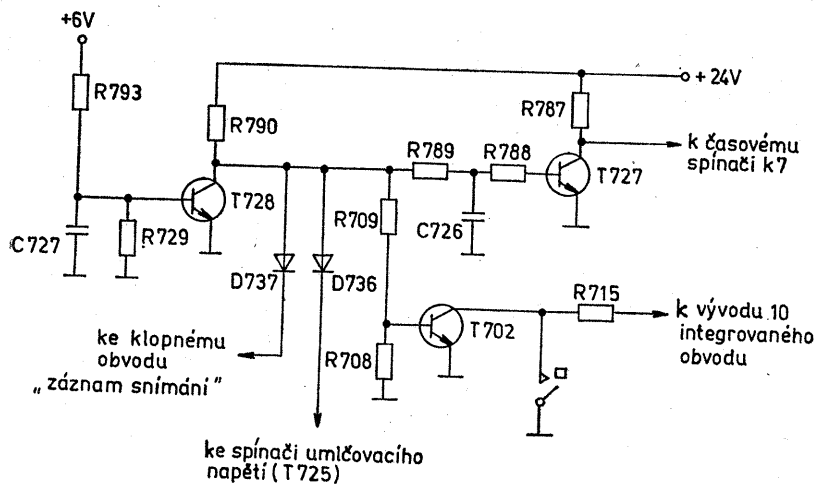 +6V
R793
R790
+ 24V
R787
k časovému
spínači k7
R789
R788
T727
T728
R709
C726
C727
R729
D737
D736
R715
k vývodu 10
integrovaného
obvodu
T702
R708
ke klopnému
obvodu
„ záznam snímání "
ke spínači umlčovacího
napětí (T725)